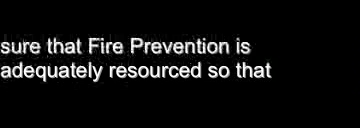 sure that Fire Prevention is
adequately resourced so that